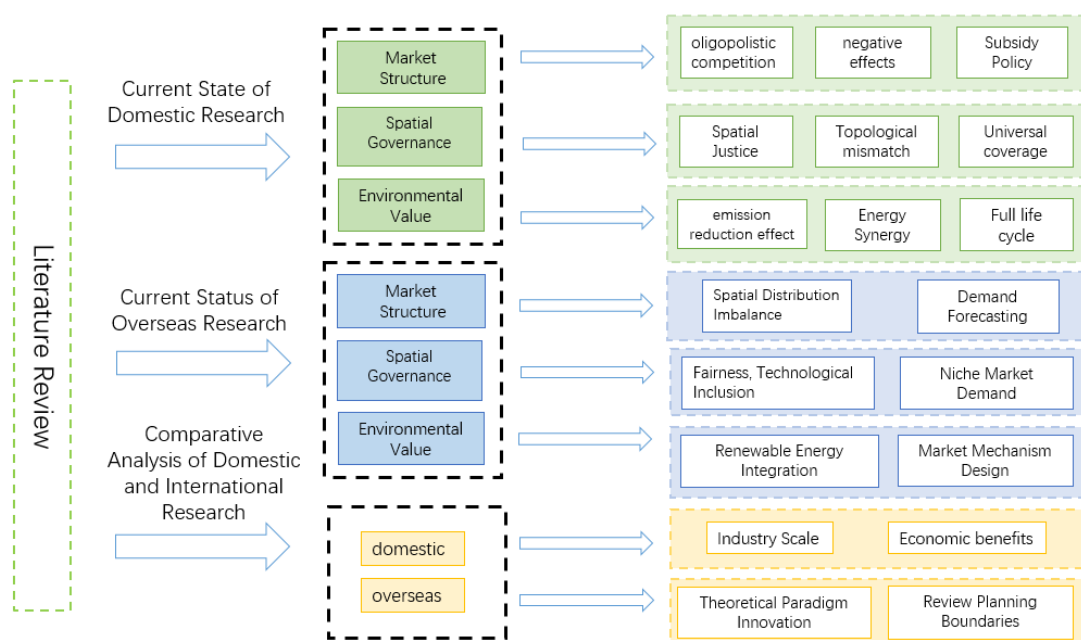 Literature Review
Current State of
Domestic Research
Market
Structure
Spatial
Governance
Environmental
Value
oligopolistic
competition
negative
effects
Subsidy
Policy
Spatial
Justice
Topological
mismatch
Universal
coverage
emission
reduction effect
Energy
Synergy
Full life
cycle
Current Status of
Overseas Research
Market
Structure
Spatial
Governance
Environmental
Value
Spatial Distribution
Imbalance
Demand
Forecasting
Fairness, Technological
Inclusion
Niche Market
Demand
Renewable Energy
Integration
Market Mechanism
Design
Comparative
Analysis of Domestic
and International
Research
domestic
overseas
Industry Scale
Economic benefits
Theoretical Paradigm
Innovation
Review Planning
Boundaries